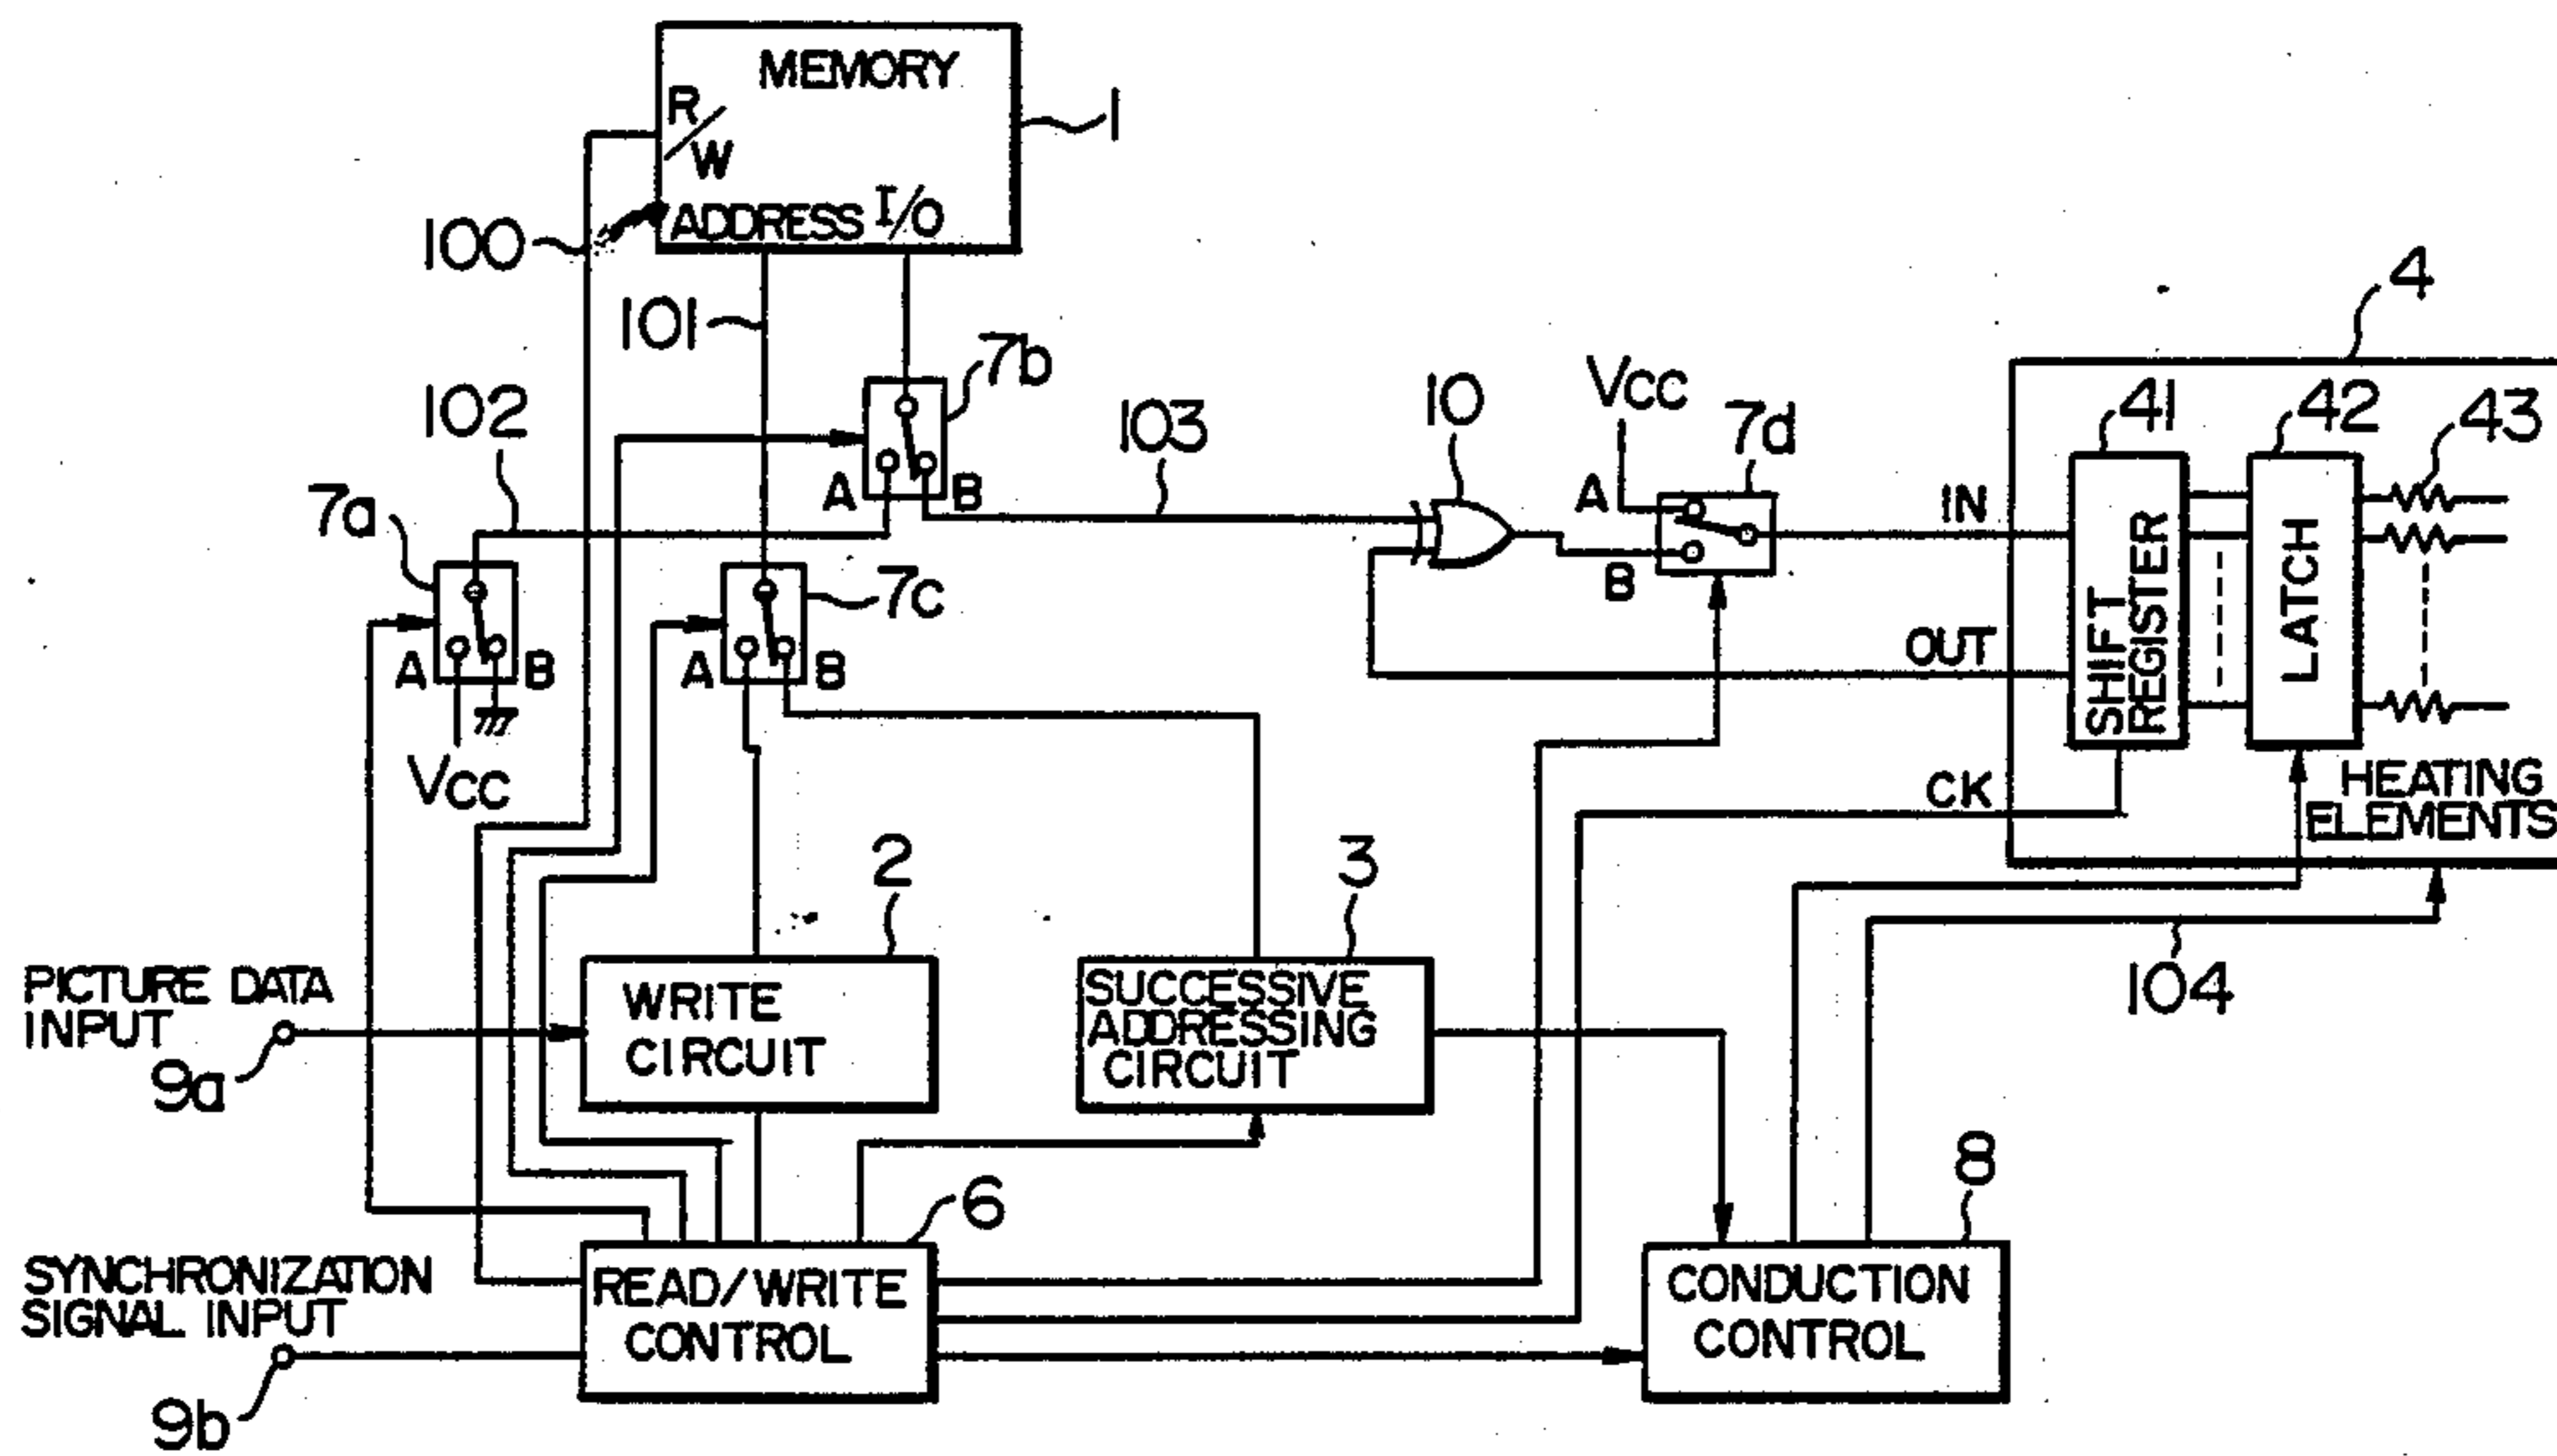 MEMORY
R/W
1
ADDRESS I/O
100
101
7b
102
A
B
103
10
VCC
7d
4
41
42
43
A
B
IN
SHIFT
REGISTER
LATCH
7a
A
B
VCC
7c
A
B
OUT
CK
HEATING
ELEMENTS
2
3
PICTURE DATA
INPUT
9a
WRITE
CIRCUIT
SUCCESSIVE
ADDRESSING
CIRCUIT
104
6
8
SYNCHRONIZATION
SIGNAL INPUT
9b
READ/WRITE
CONTROL
CONDUCTION
CONTROL